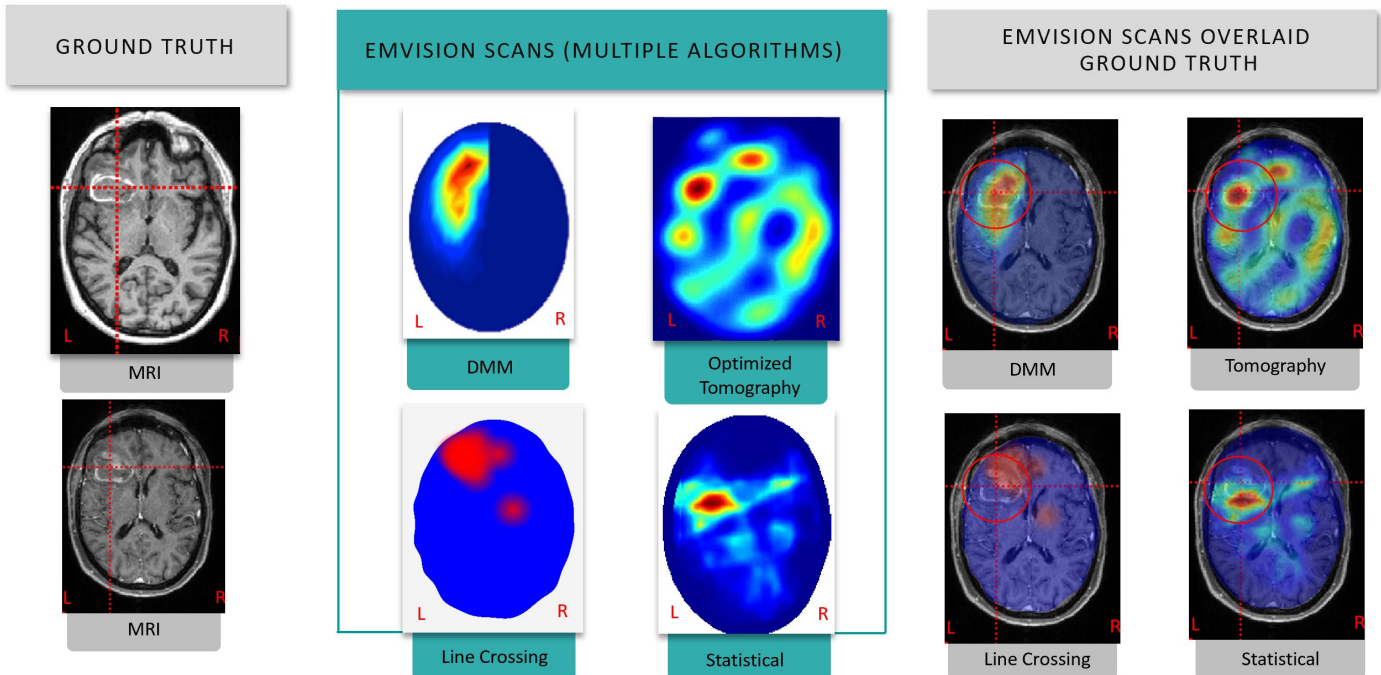 GROUND TRUTH
L
R
MRI
L
R
MRI
EMVISION SCANS (MULTIPLE ALGORITHMS)
L
R
DMM
L
R
Optimized
Tomography
L
R
Line Crossing
L
R
Statistical
EMVISION SCANS OVERLAID
GROUND TRUTH
L
R
DMM
L
R
Tomography
L
R
Line Crossing
L
R
Statistical